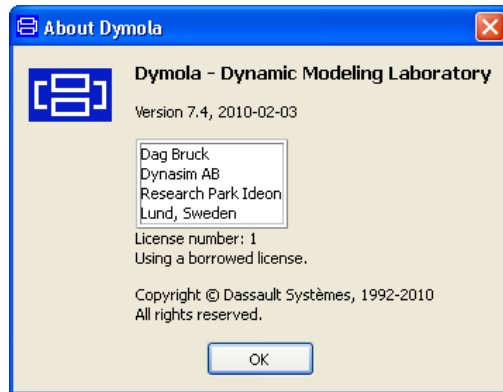 About Dymola
Dymola - Dynamic Modeling Laboratory
Version 7.4, 2010-02-03
Dag Bruck
Dynasim AB
Research Park Ideon
Lund, Sweden
License number: 1
Using a borrowed license.
Copyright © Dassault Systèmes, 1992-2010
All rights reserved.
OK